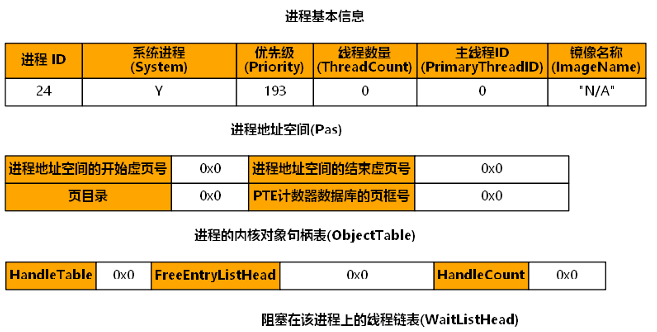 进程基本信息
进程 ID 系统进程 (System) 优先级 (Priority) 线程数量 (ThreadCount) 主线程ID (PrimaryThreadID) 镜像名称 (ImageName)
24 Y 193 0 0 "N/A"
进程地址空间(Pas)
进程地址空间的开始虚页号 0x0 进程地址空间的结束虚页号 0x0
页目录 0x0 PTE计数器数据库的页框号 0x0
进程的内核对象句柄表(ObjectTable)
HandleTable 0x0 FreeEntryListHead 0x0 HandleCount 0x0
阻塞在该进程上的线程链表(WaitListHead)